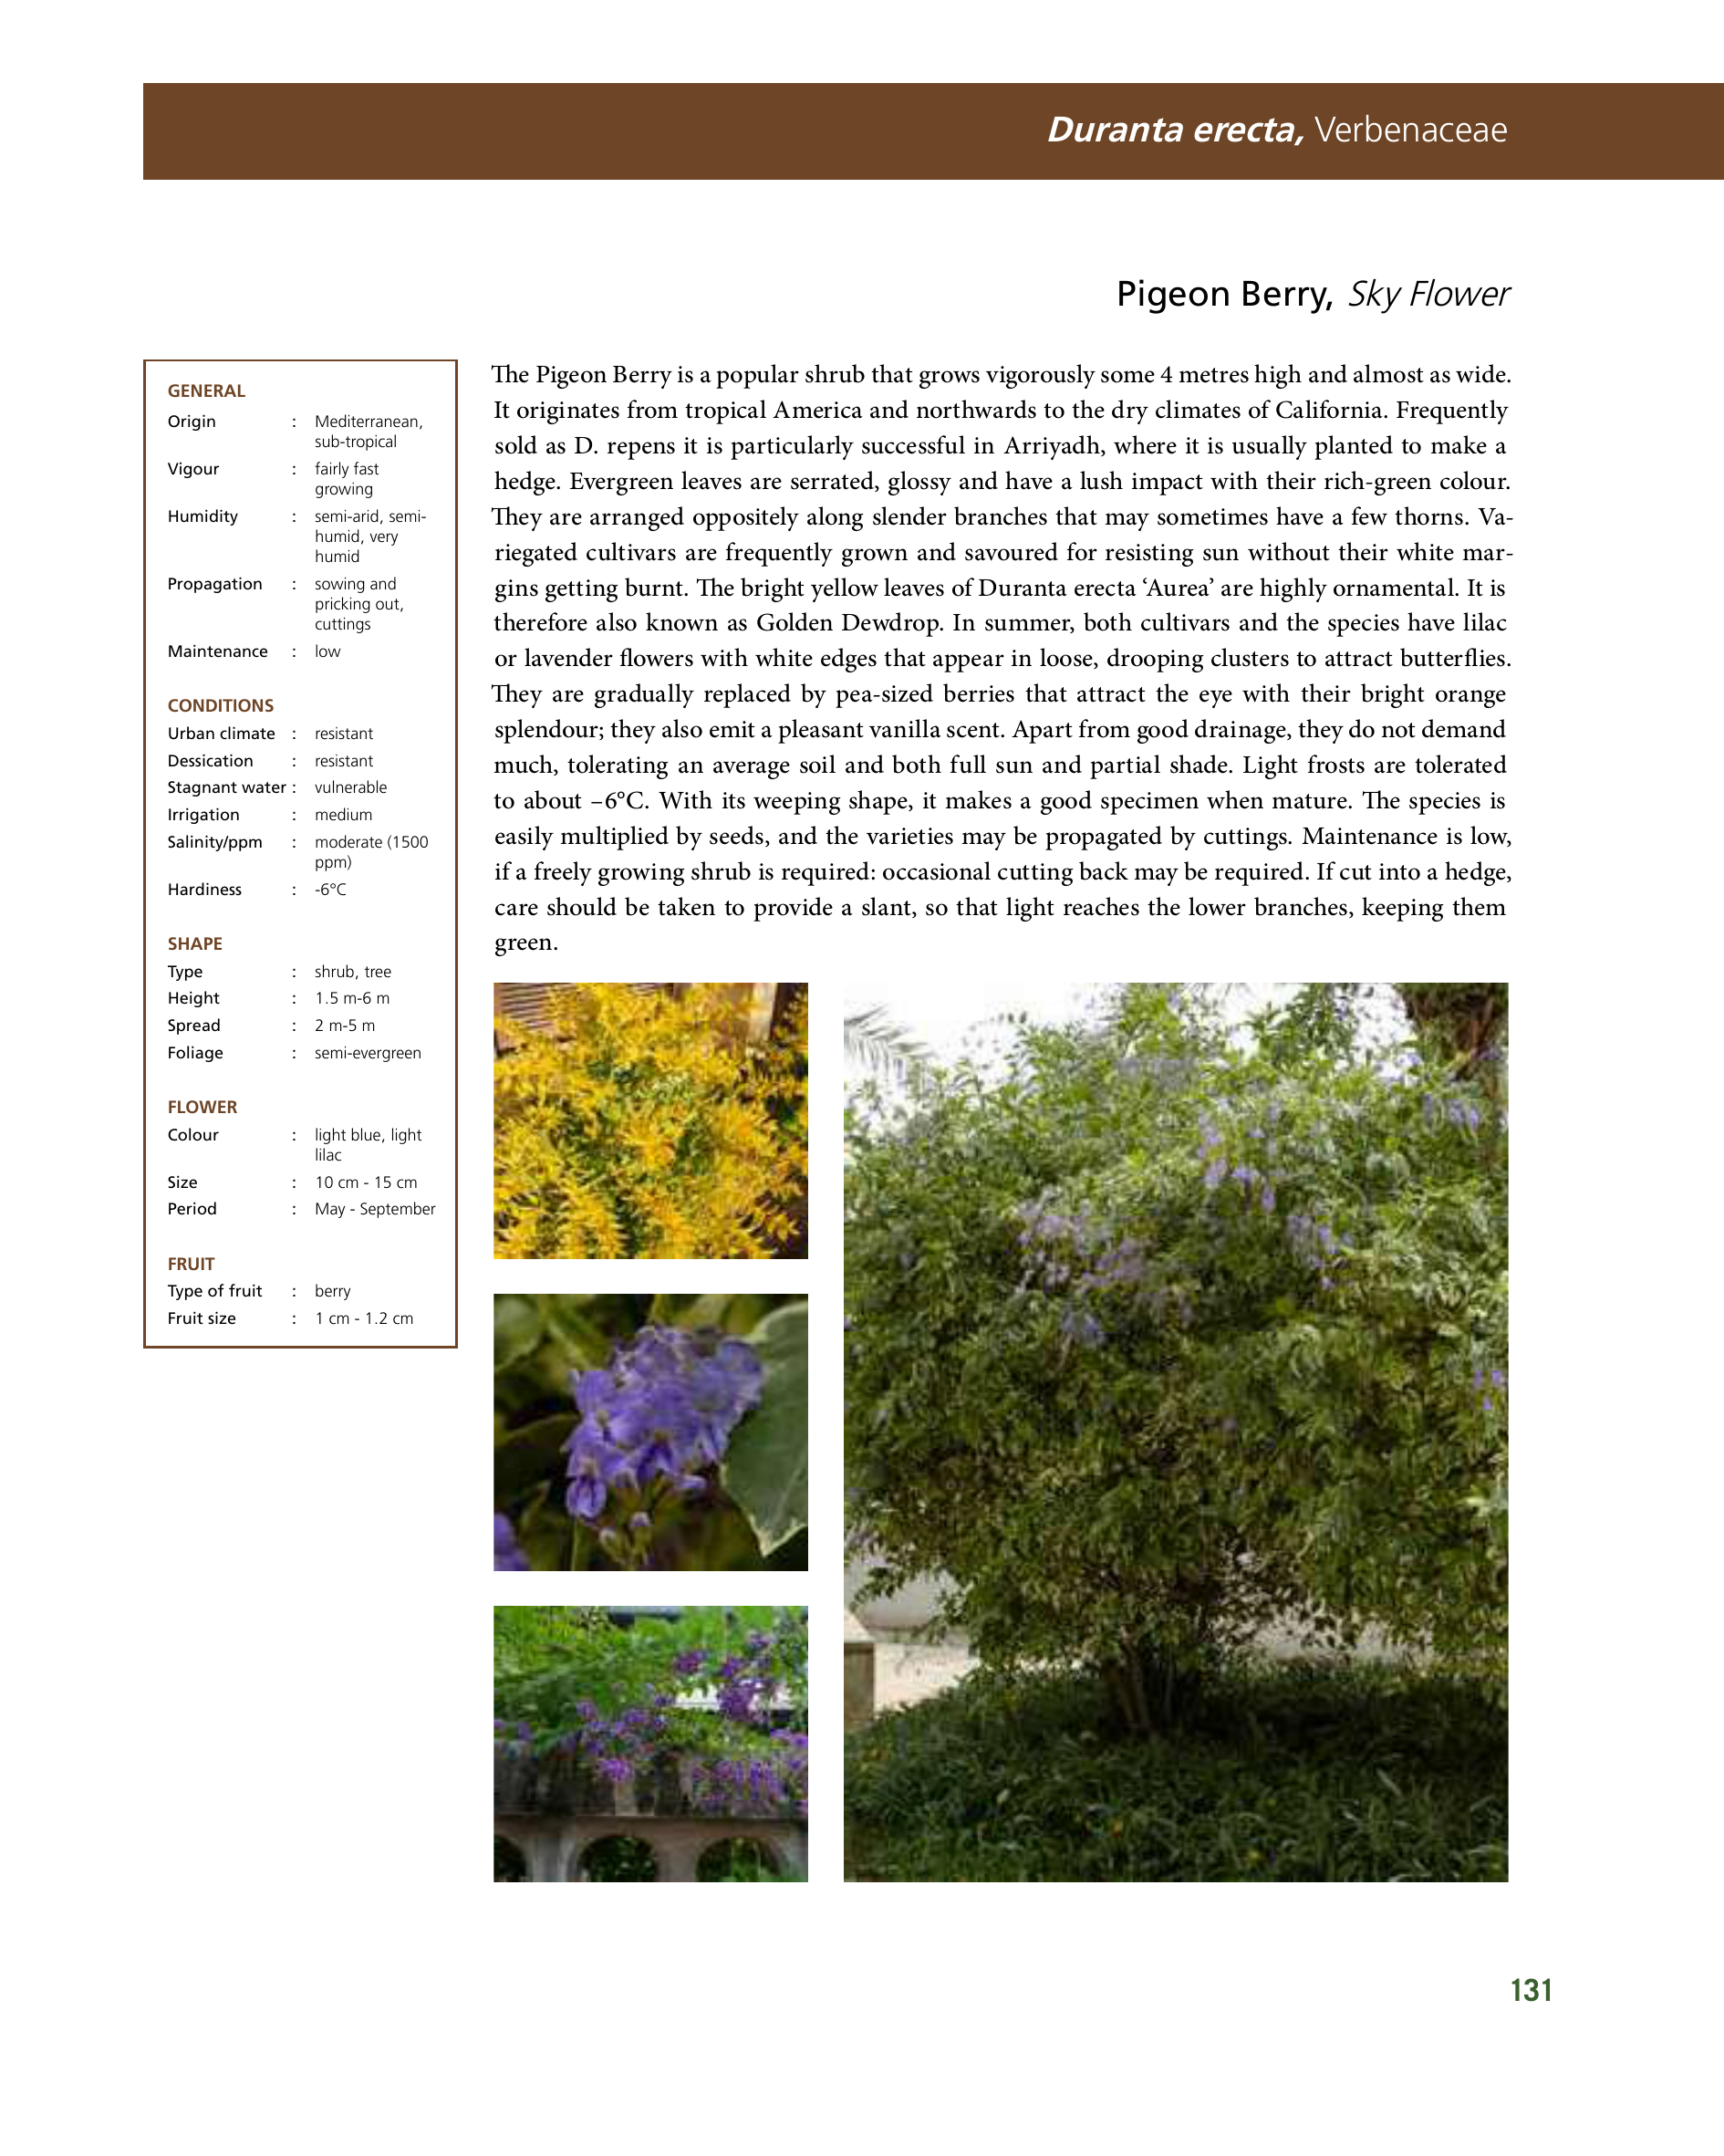 Duranta erecta, Verbenaceae
Pigeon Berry, Sky Flower
GENERAL
Origin : Mediterranean,
sub-tropical
Vigour : fairly fast
growing
Humidity : semi-arid, semi-
humid, very
humid
Propagation : sowing and
pricking out,
cuttings
Maintenance : low
CONDITIONS
Urban climate : resistant
Dessication : resistant
Stagnant water : vulnerable
Irrigation : medium
Salinity/ppm : moderate (1500
ppm)
Hardiness : -6°C
SHAPE
Type : shrub, tree
Height : 1.5 m-6 m
Spread : 2 m-5 m
Foliage : semi-evergreen
FLOWER
Colour : light blue, light
lilac
Size : 10 cm - 15 cm
Period : May - September
FRUIT
Type of fruit : berry
Fruit size : 1 cm - 1.2 cm
The Pigeon Berry is a popular shrub that grows vigorously some 4 metres high and almost as wide.
It originates from tropical America and northwards to the dry climates of California. Frequently
sold as D. repens it is particularly successful in Arriyadh, where it is usually planted to make a
hedge. Evergreen leaves are serrated, glossy and have a lush impact with their rich-green colour.
They are arranged oppositely along slender branches that may sometimes have a few thorns. Va-
riegated cultivars are frequently grown and savoured for resisting sun without their white mar-
gins getting burnt. The bright yellow leaves of Duranta erecta ‘Aurea’ are highly ornamental. It is
therefore also known as Golden Dewdrop. In summer, both cultivars and the species have lilac
or lavender flowers with white edges that appear in loose, drooping clusters to attract butterflies.
They are gradually replaced by pea-sized berries that attract the eye with their bright orange
splendour; they also emit a pleasant vanilla scent. Apart from good drainage, they do not demand
much, tolerating an average soil and both full sun and partial shade. Light frosts are tolerated
to about –6°C. With its weeping shape, it makes a good specimen when mature. The species is
easily multiplied by seeds, and the varieties may be propagated by cuttings. Maintenance is low,
if a freely growing shrub is required: occasional cutting back may be required. If cut into a hedge,
care should be taken to provide a slant, so that light reaches the lower branches, keeping them
green.
131